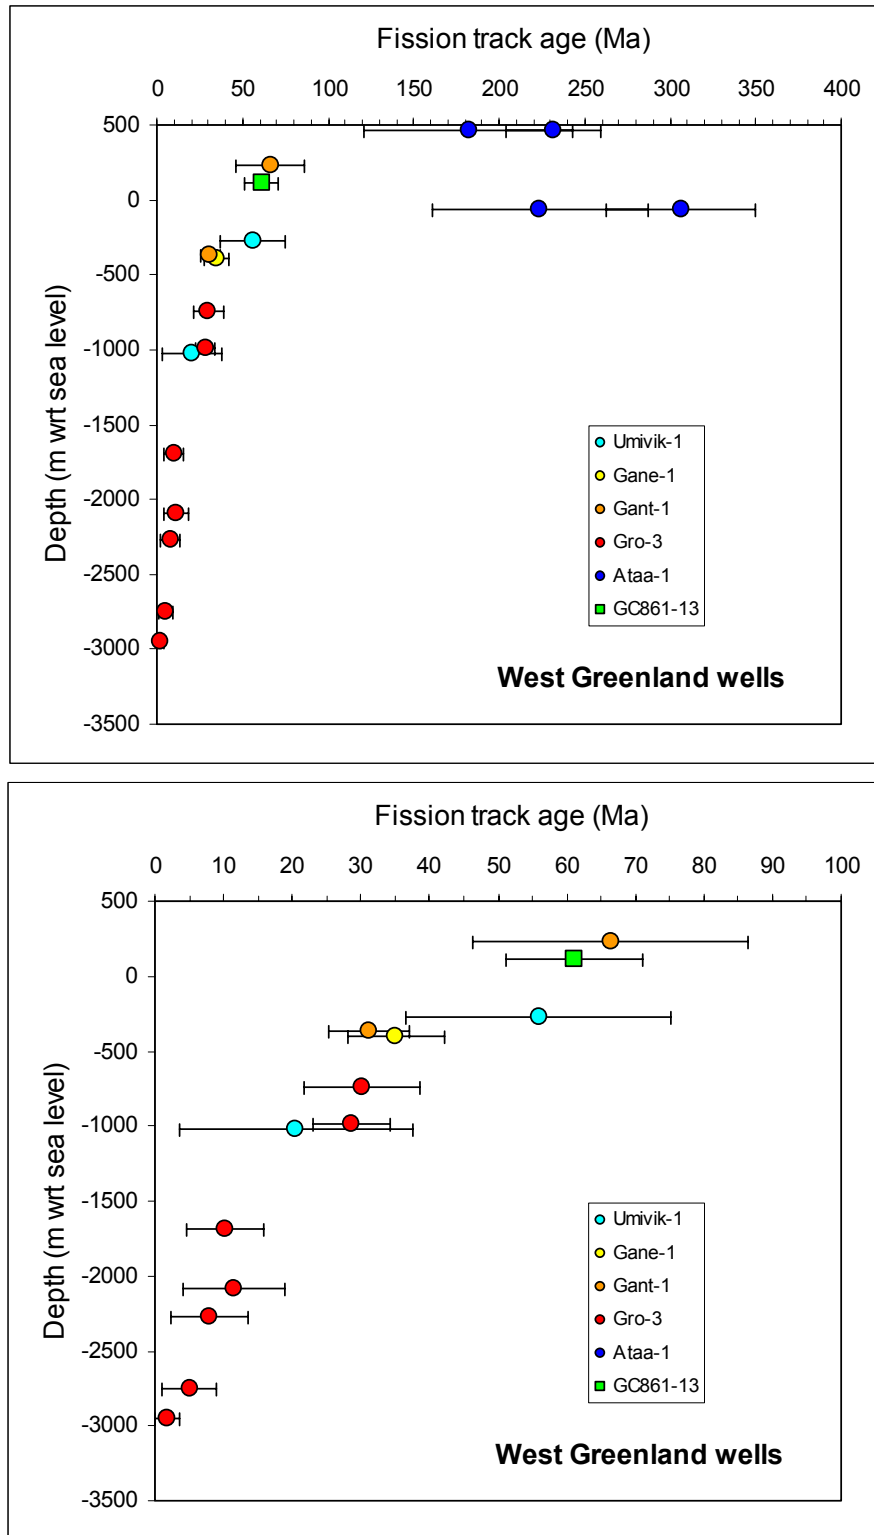 Fission track age (Ma)
0 50 100 150 200 250 300 350 400
Depth (m wrt sea level)
500
0
-500
-1000
-1500
-2000
-2500
-3000
-3500
Umivik-1
Gane-1
Gant-1
Gro-3
Ataa-1
GC861-13
West Greenland wells
Fission track age (Ma)
0 10 20 30 40 50 60 70 80 90 100
Depth (m wrt sea level)
500
0
-500
-1000
-1500
-2000
-2500
-3000
-3500
Umivik-1
Gane-1
Gant-1
Gro-3
Ataa-1
GC861-13
West Greenland wells